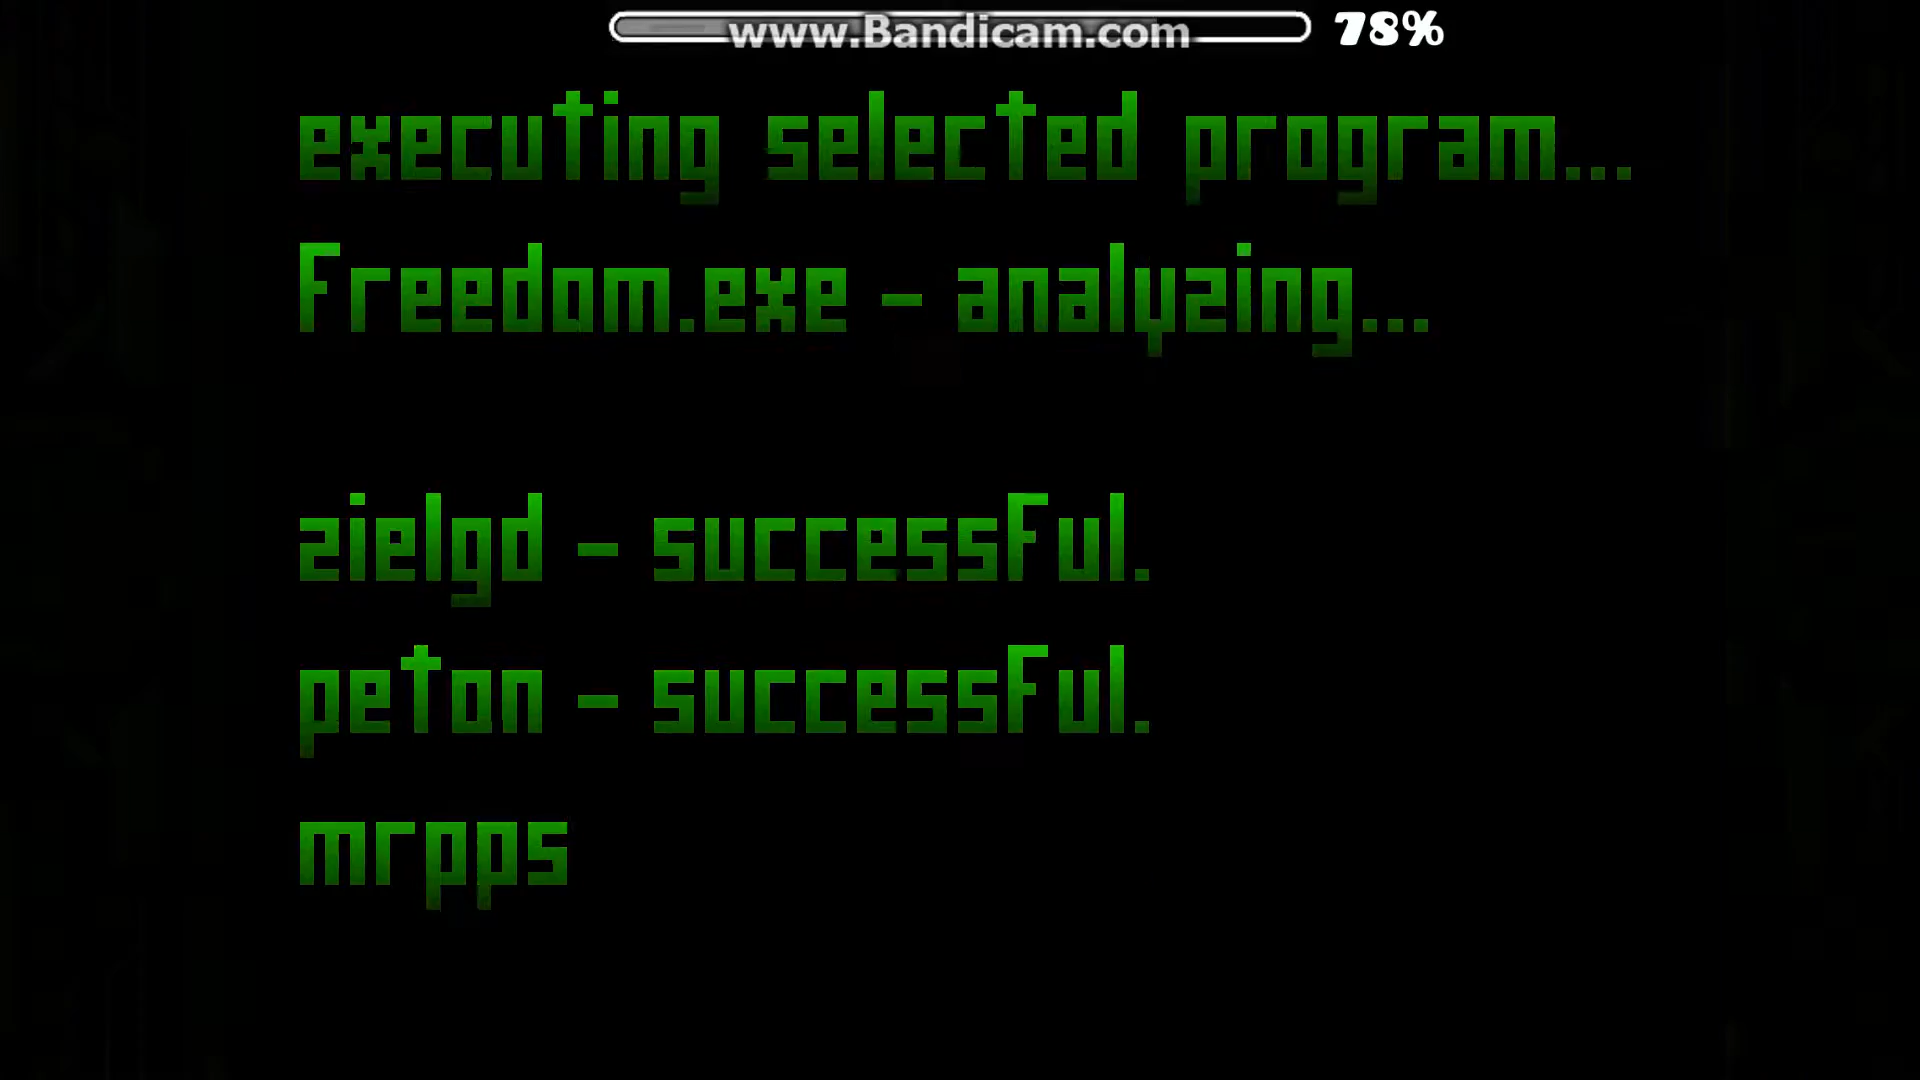 www.Bandicam.com 78%
executing selected program...
Freedom.exe - analyzing...
zielgd - successful.
peton - successful.
mrpps